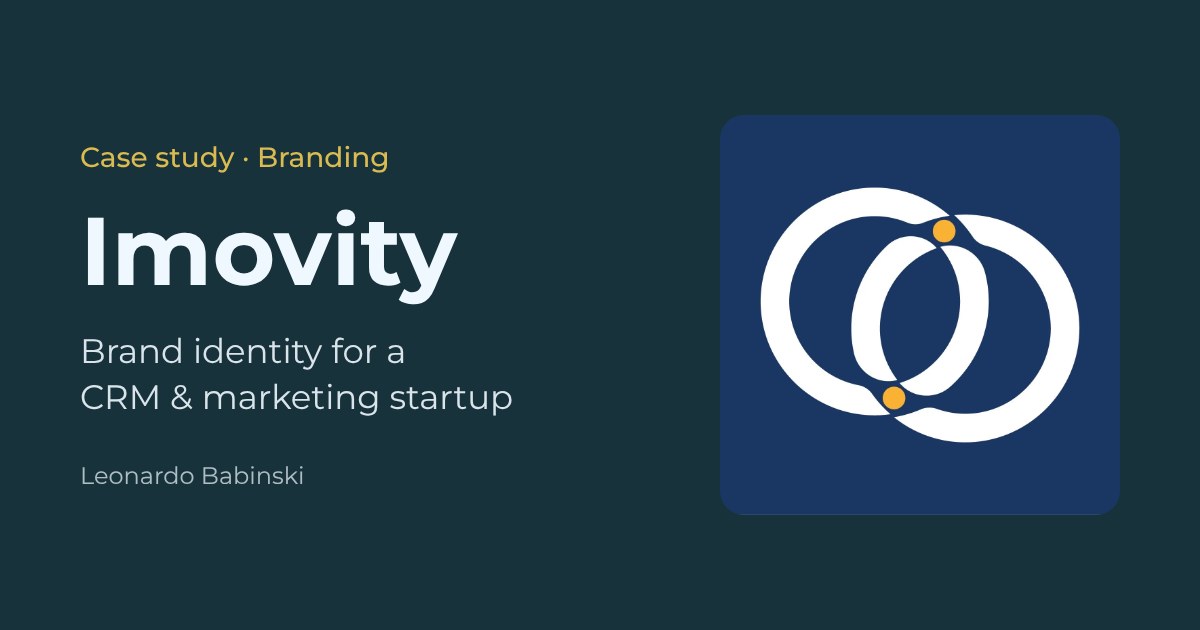 Case study · Branding
Imovity
Brand identity for a
CRM & marketing startup
Leonardo Babinski